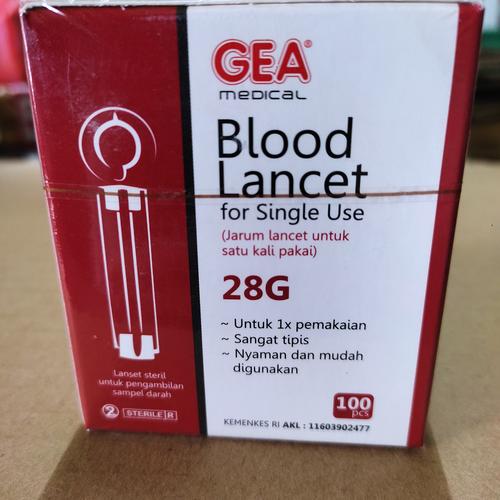 GEA®
medical
Blood
Lancet
for Single Use
(Jarum lancet untuk
satu kali pakai)
28G
~ Untuk 1x pemakaian
~ Sangat tipis
~ Nyaman dan mudah
digunakan
Lanset steril
untuk pengambilan
sampel darah
2 STERILE R
100
pcs
KEMENKES RI AKL : 11603902477